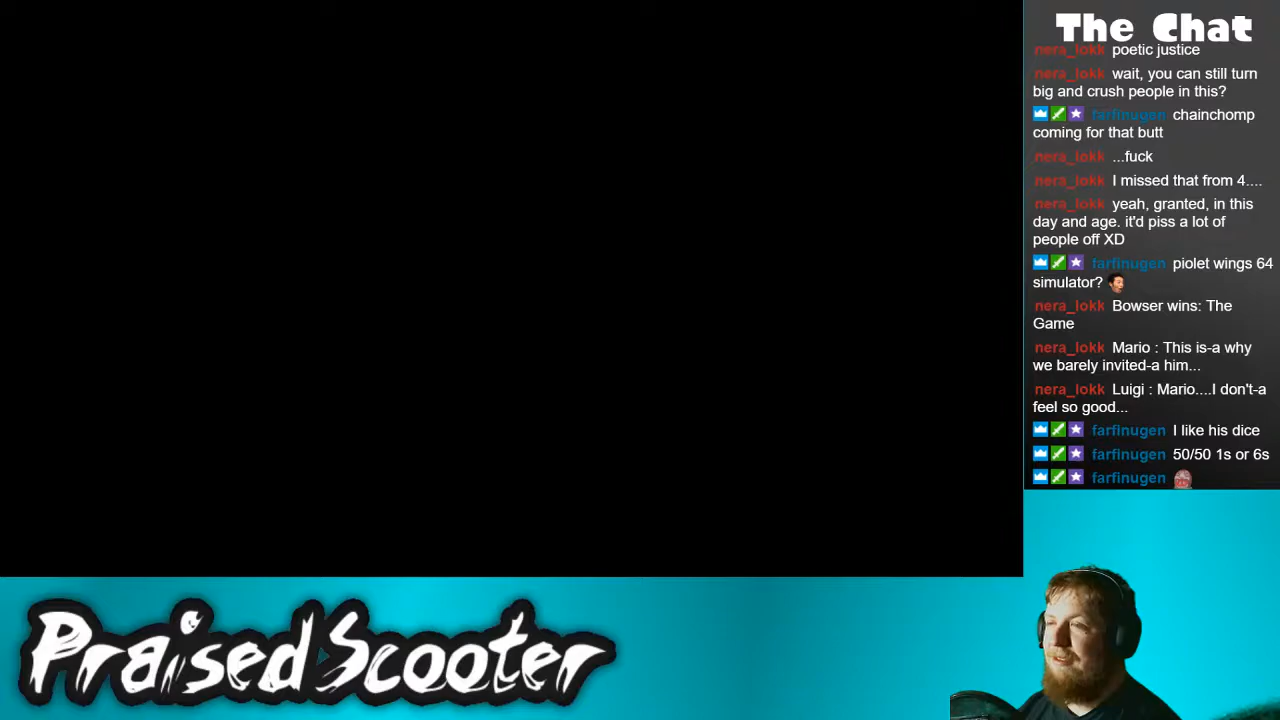 The Chat
nera_lokk poetic justice
nera_lokk wait, you can still turn
big and crush people in this?
farfinugen chainchomp
coming for that butt
nera_lokk ...fuck
nera_lokk I missed that from 4....
nera_lokk yeah, granted, in this
day and age. it'd piss a lot of
people off XD
farfinugen piolet wings 64
simulator?
nera_lokk Bowser wins: The
Game
nera_lokk Mario : This is-a why
we barely invited-a him...
nera_lokk Luigi : Mario....I don't-a
feel so good...
farfinugen I like his dice
farfinugen 50/50 1s or 6s
farfinugen
Praised Scooter